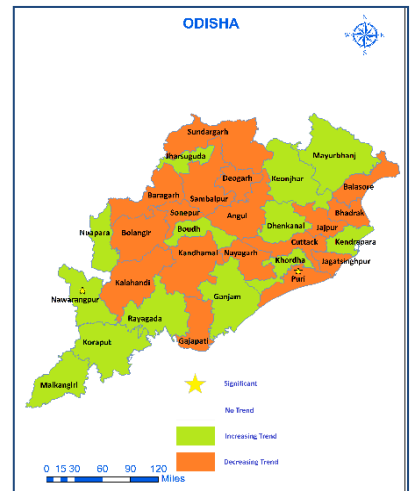 ODISHA
N
W
E
S
Sundargarh
Jharsuguda
Mayurbhanj
Deogarh
Keonjhar
Balasore
Baragarh
Sambalpur
Sonepur
Angul
Bhadrak
Nuapara
Bolangir
Boudh
Dhenkanal
Jajpur
Cuttack
Kendrapara
Kandhamal
Nayagarh
Khordha
Jagatsinghpur
Kalahandi
Puri
Nawarangpur
Ganjam
Rayagada
Koraput
Gajapati
Malkangiri
Significant
No Trend
Increasing Trend
Decreasing Trend
0 15 30 60 90 120
Miles